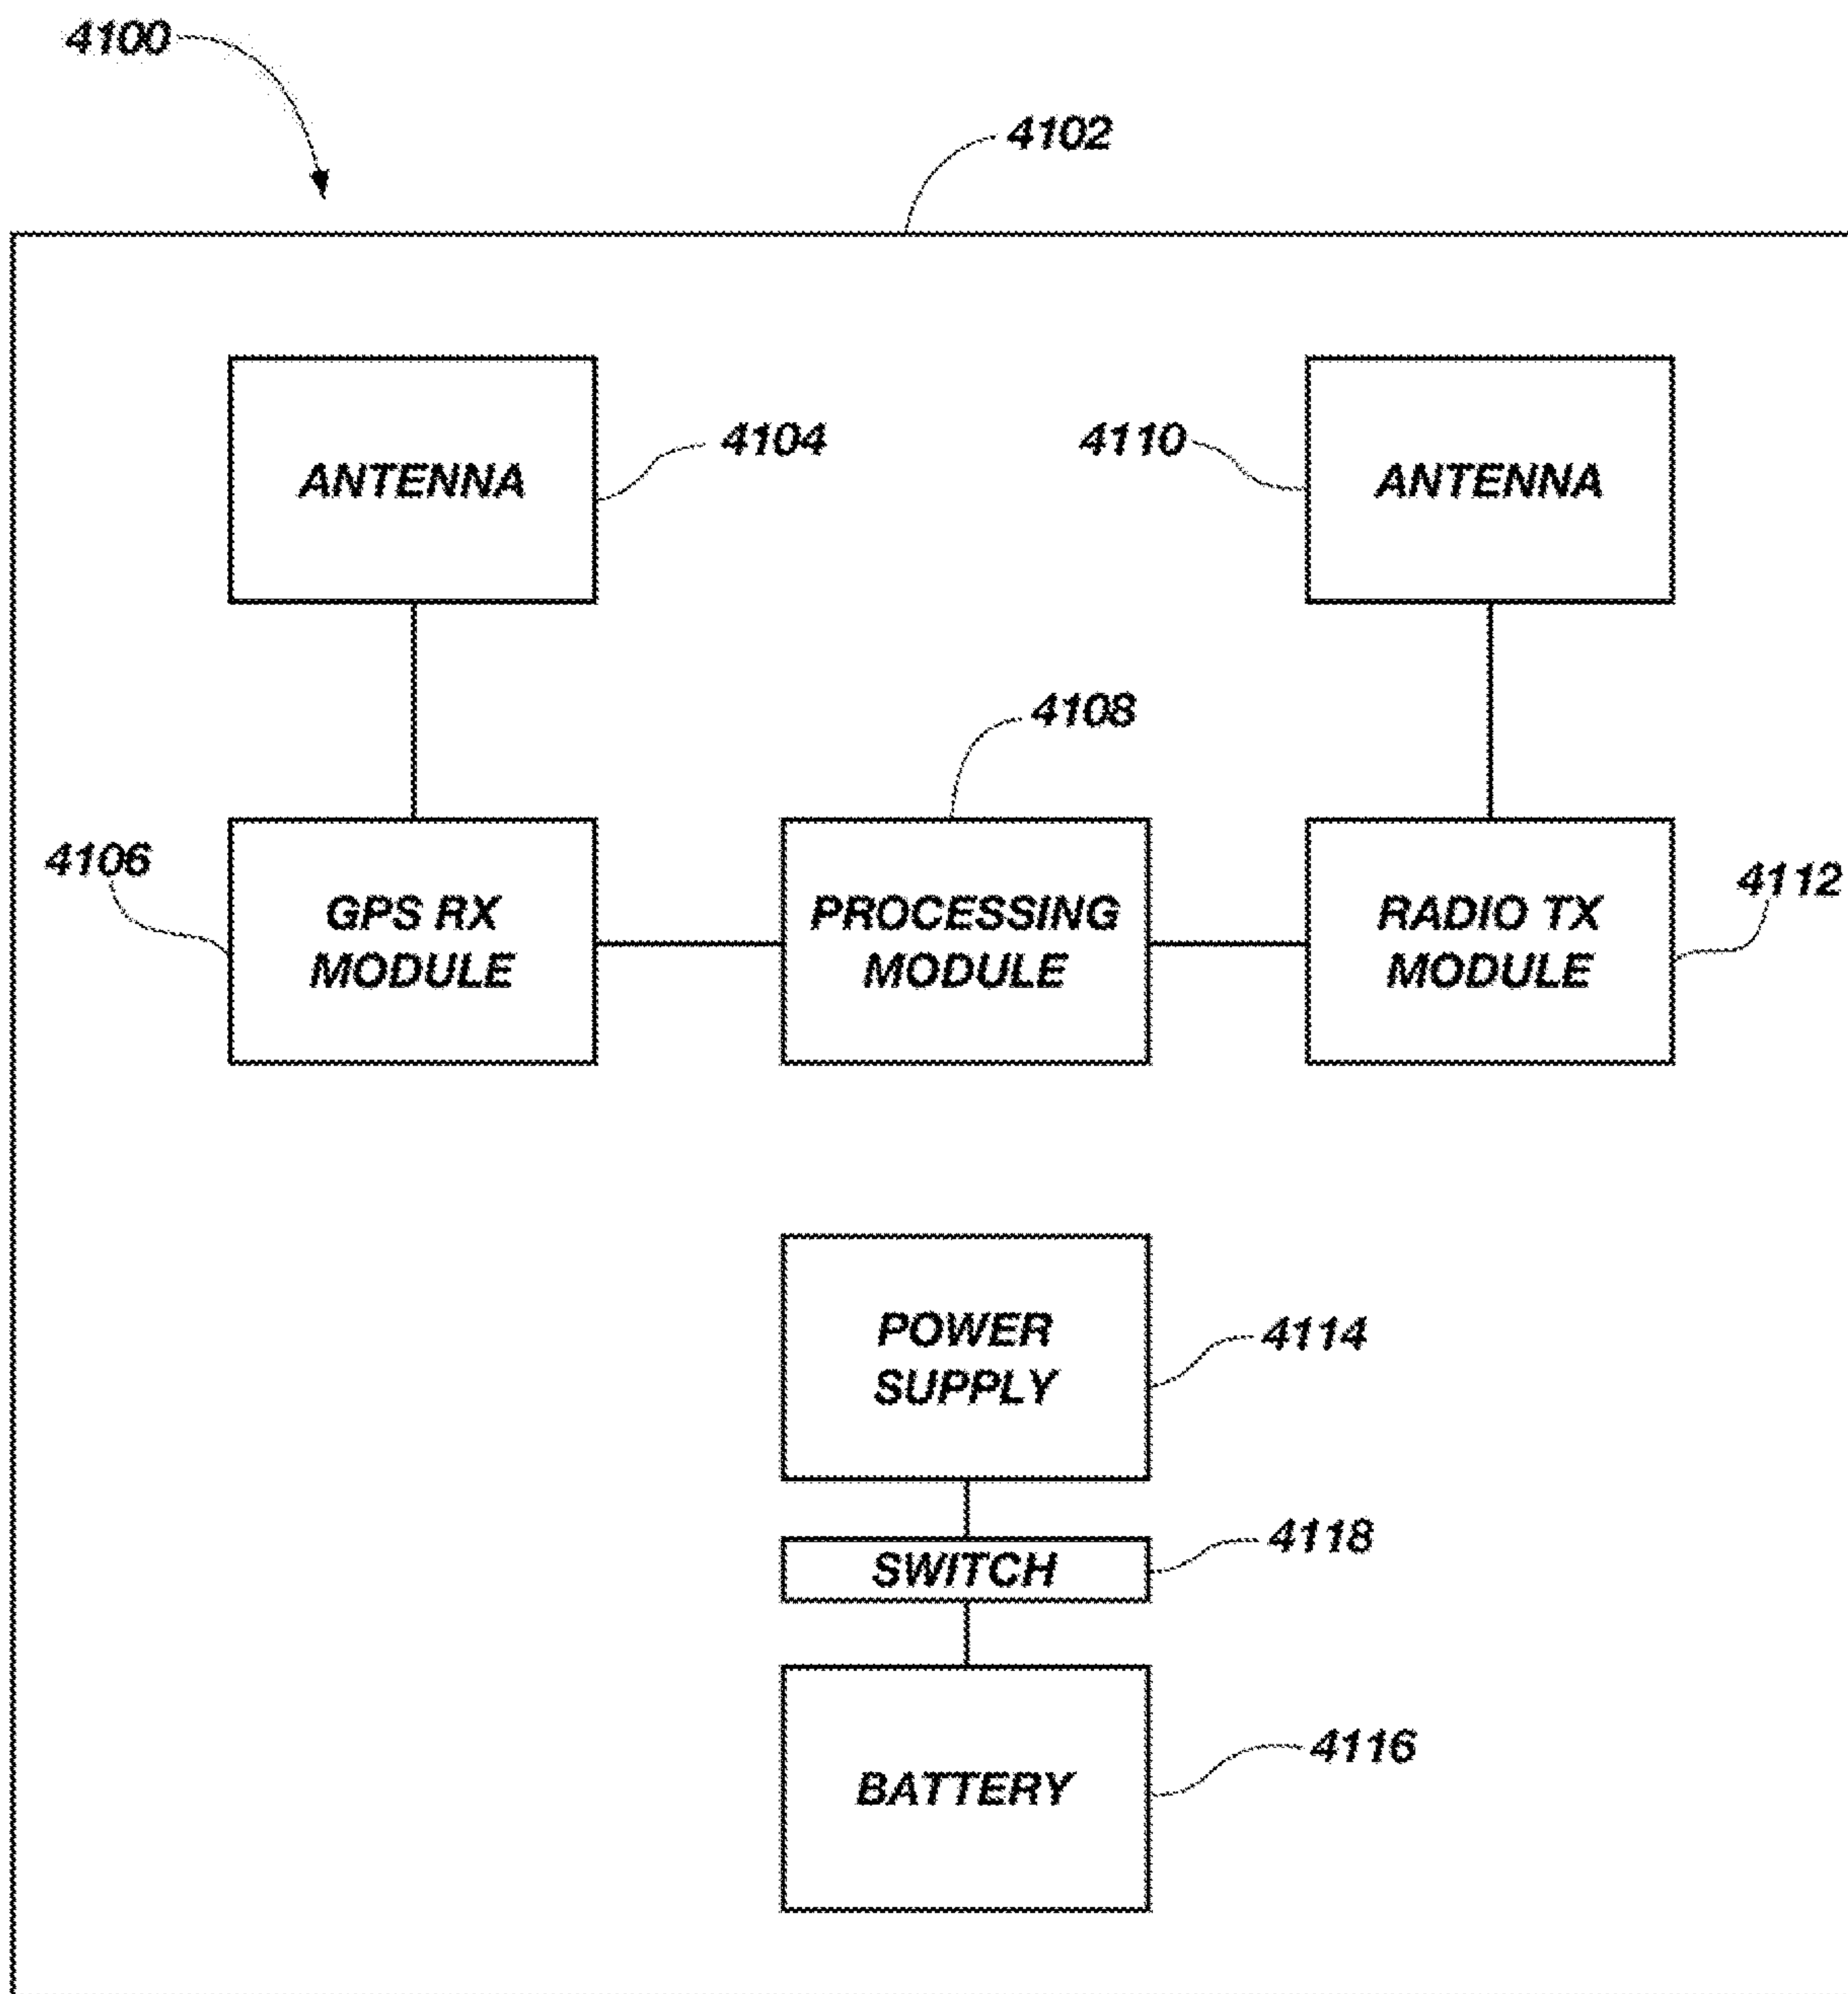 4100
4102
ANTENNA
4104
4110
ANTENNA
4108
4106
GPS RX
MODULE
PROCESSING
MODULE
RADIO TX
MODULE
4112
POWER
SUPPLY
4114
SWITCH
4118
BATTERY
4116